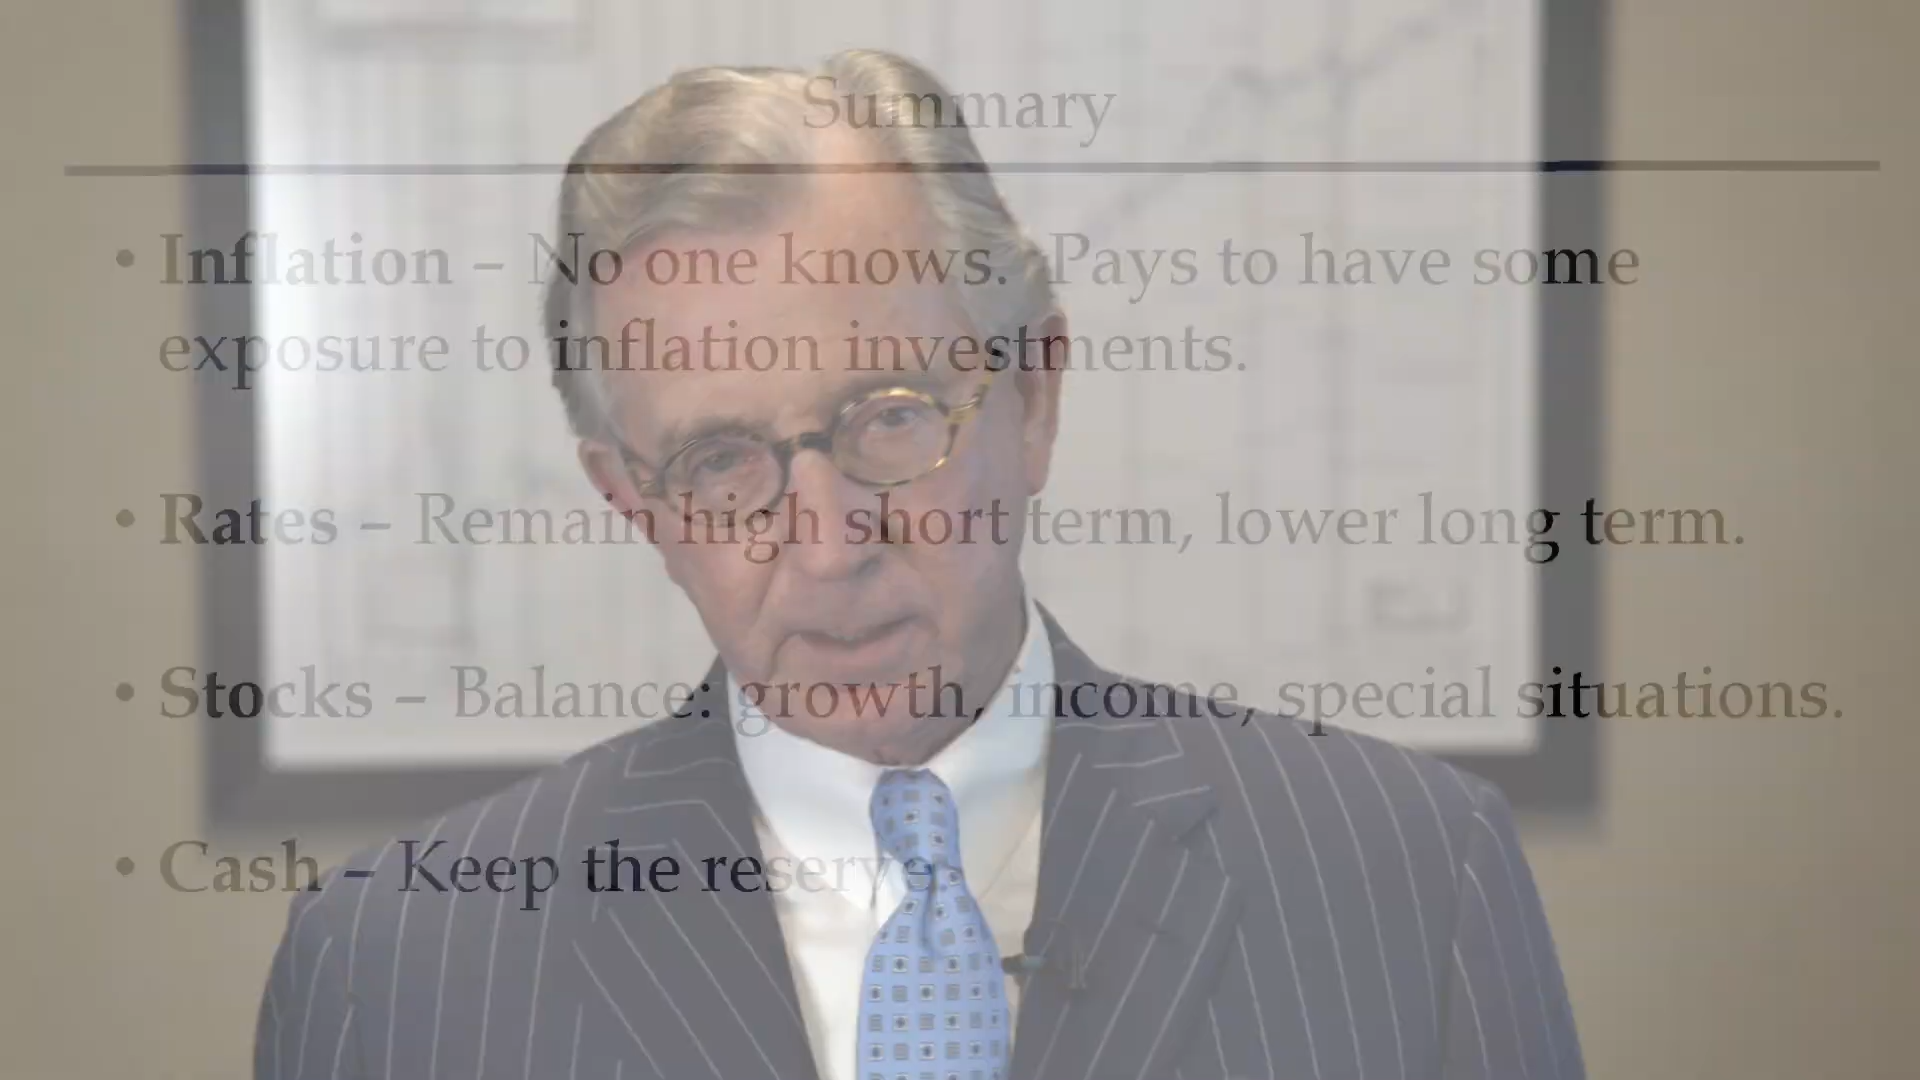 Summary
• Inflation – No one knows. Pays to have some
exposure to inflation investments.
• Rates – Remain high short term, lower long term.
• Stocks – Balance: growth, income, special situations.
• Cash – Keep the reserve.